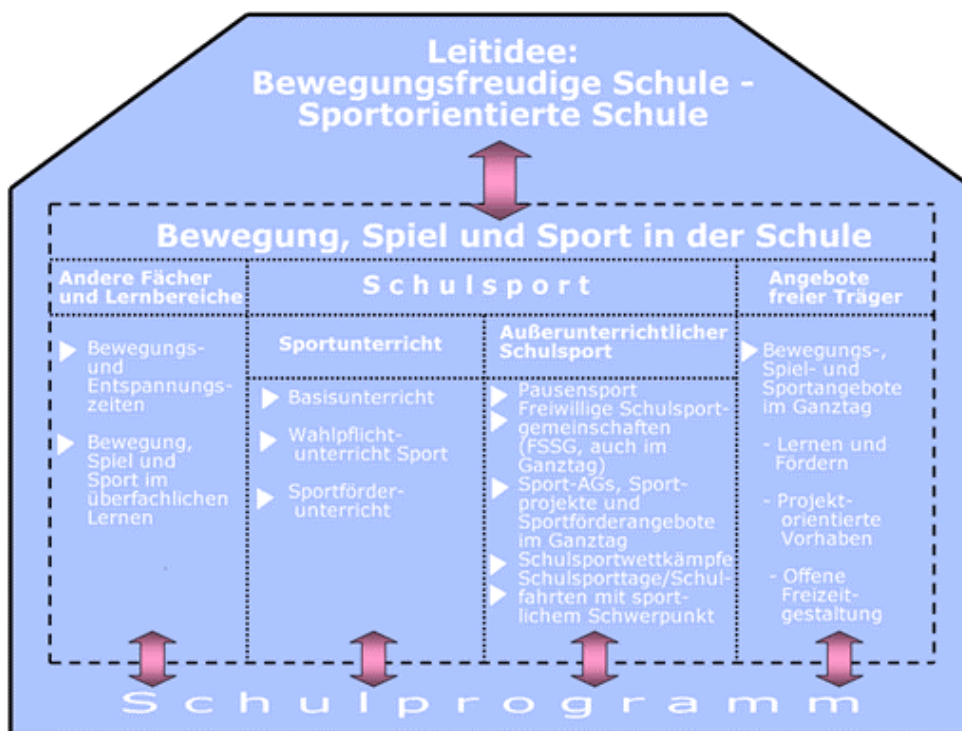 Leitidee:
Bewegungsfreudige Schule -
Sportorientierte Schule
Bewegung, Spiel und Sport in der Schule
Andere Fächer
und Lernbereiche
Bewegungs-
und
Entspannungs-
zeiten
Bewegung,
Spiel und
Sport im
überfachlichen
Lernen
Schulsport
Sportunterricht
Basisunterricht
Wahlpflicht-
unterricht Sport
Sportförder-
unterricht
Außerunterrichtlicher
Schulsport
Pausensport
Freiwillige Schulsport-
gemeinschaften
(FSSG, auch im
Ganztag)
Sport-AGs, Sport-
projekte und
Sportförderangebote
im Ganztag
Schulsportwettkämpfe
Schulsporttage/Schul-
fahrten mit sport-
lichem Schwerpunkt
Angebote
freier Träger
Bewegungs-,
Spiel- und
Sportangebote
im Ganztag
- Lernen und
Fördern
- Projekt-
orientierte
Vorhaben
- Offene
Freizeit-
gestaltung
Schulprogramm